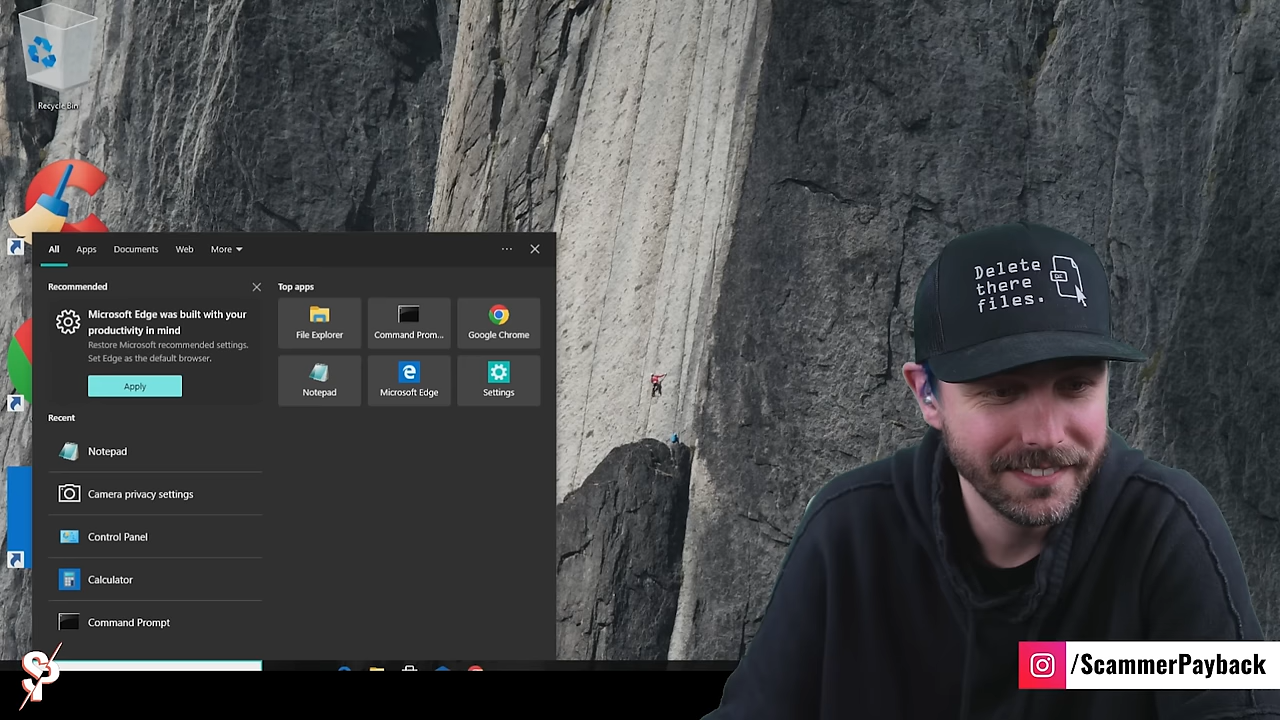 Recycle Bin
All
Apps
Documents
Web
More
Recommended
Microsoft Edge was built with your
productivity in mind
Restore Microsoft recommended settings.
Set Edge as the default browser.
Apply
Recent
Notepad
Camera privacy settings
Control Panel
Calculator
Command Prompt
Top apps
File Explorer
Command Prom...
Google Chrome
Notepad
Microsoft Edge
Settings
Delete
there
files.
/ScammerPayback